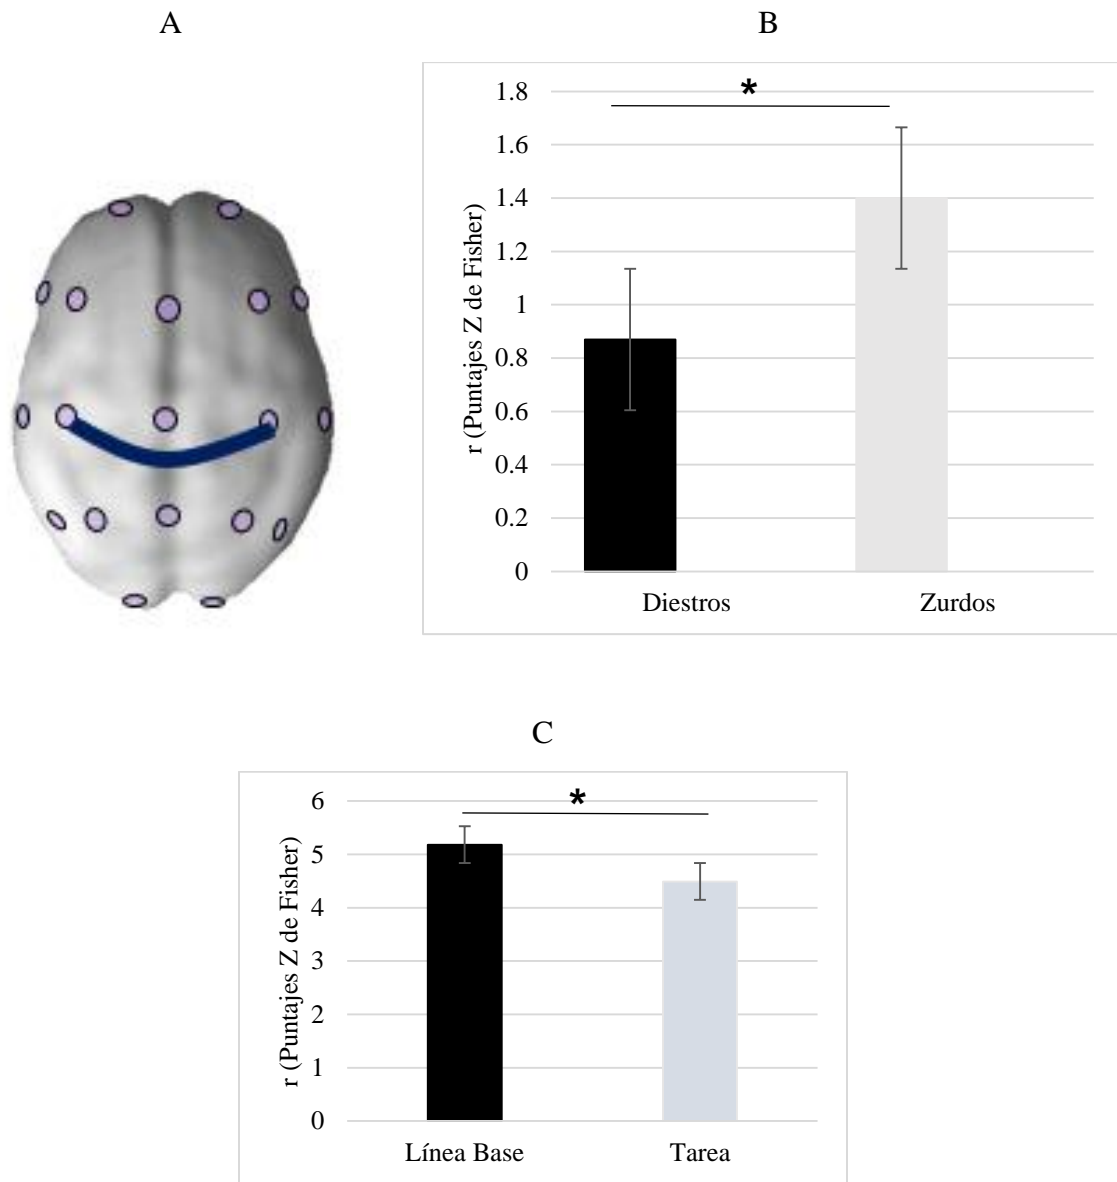 A
B
*
1.8
1.6
1.4
1.2
1
0.8
0.6
0.4
0.2
0
r (Puntajes Z de Fisher)
Diestros
Zurdos
C
*
6
5
4
3
2
1
0
r (Puntajes Z de Fisher)
Línea Base
Tarea